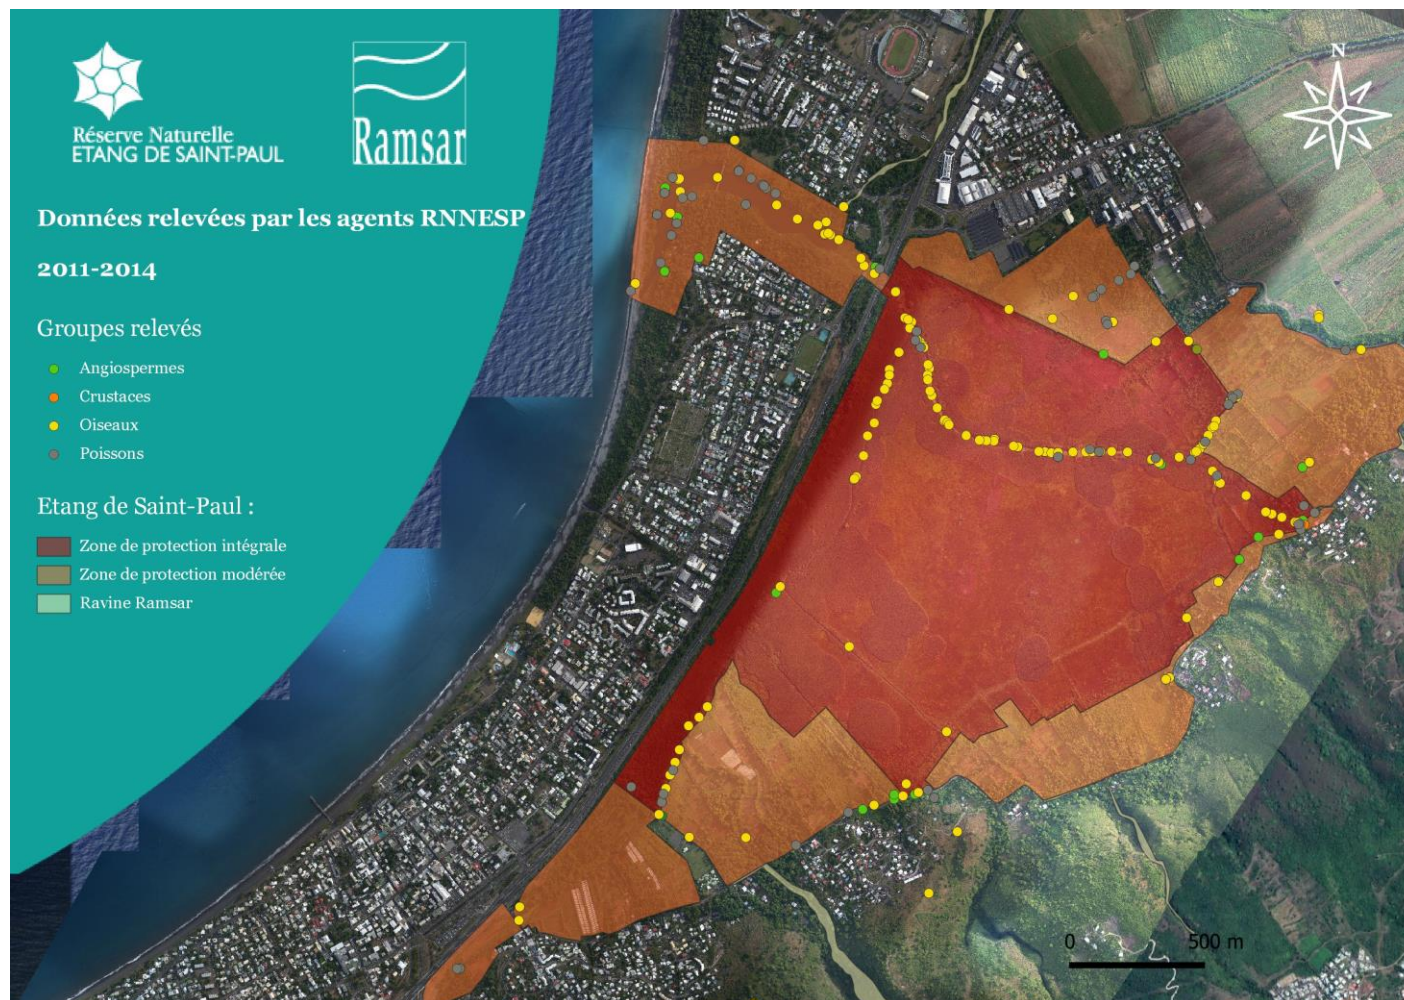 Réserve Naturelle
ETANG DE SAINT-PAUL
Ramsar
Données relevées par les agents RNNESP
2011-2014
Groupes relevés
Angiospermes
Crustaces
Oiseaux
Poissons
Etang de Saint-Paul :
Zone de protection intégrale
Zone de protection modérée
Ravine Ramsar
N
0
500 m